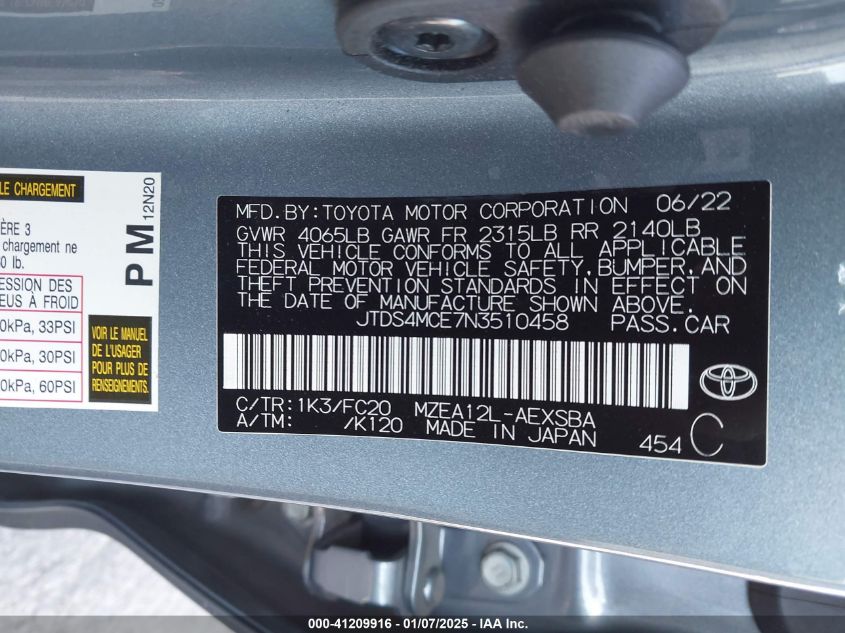 LE CHARGEMENT
ÈRE 3
chargement ne
0 lb.
ESSION DES
EUS À FROID
0kPa, 33PSI
0kPa, 30PSI
0kPa, 60PSI
PM
12N20
VOIR LE MANUEL
DE L'USAGER
POUR PLUS DE
RENSEIGNEMENTS.
MFD.BY:TOYOTA MOTOR CORPORATION 06/22
GVWR 4065LB GAWR FR 2315LB RR 2140LB
THIS VEHICLE CONFORMS TO ALL APPLICABLE
FEDERAL MOTOR VEHICLE SAFETY,BUMPER,AND
THEFT PREVENTION STANDARDS IN EFFECT ON
THE DATE OF MANUFACTURE SHOWN ABOVE.
JTDS4MCE7N3510458 PASS.CAR
C/TR:1K3/FC20 MZEA12L-AEXSBA
A/TM: /K120 MADE IN JAPAN
454 C
000-41209916 - 01/07/2025 - IAAI.com